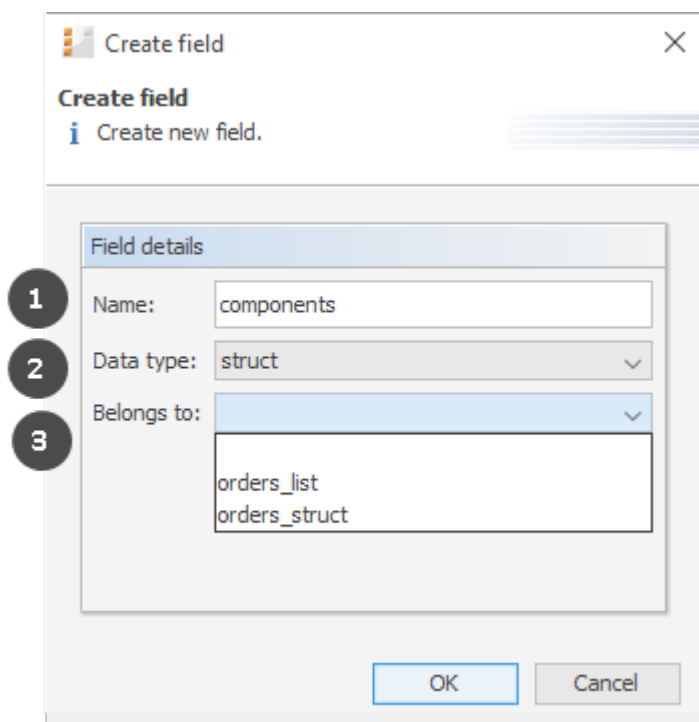 Create field
Create field
i Create new field.
Field details
1 Name: components
2 Data type: struct
3 Belongs to:
orders_list
orders_struct
OK Cancel